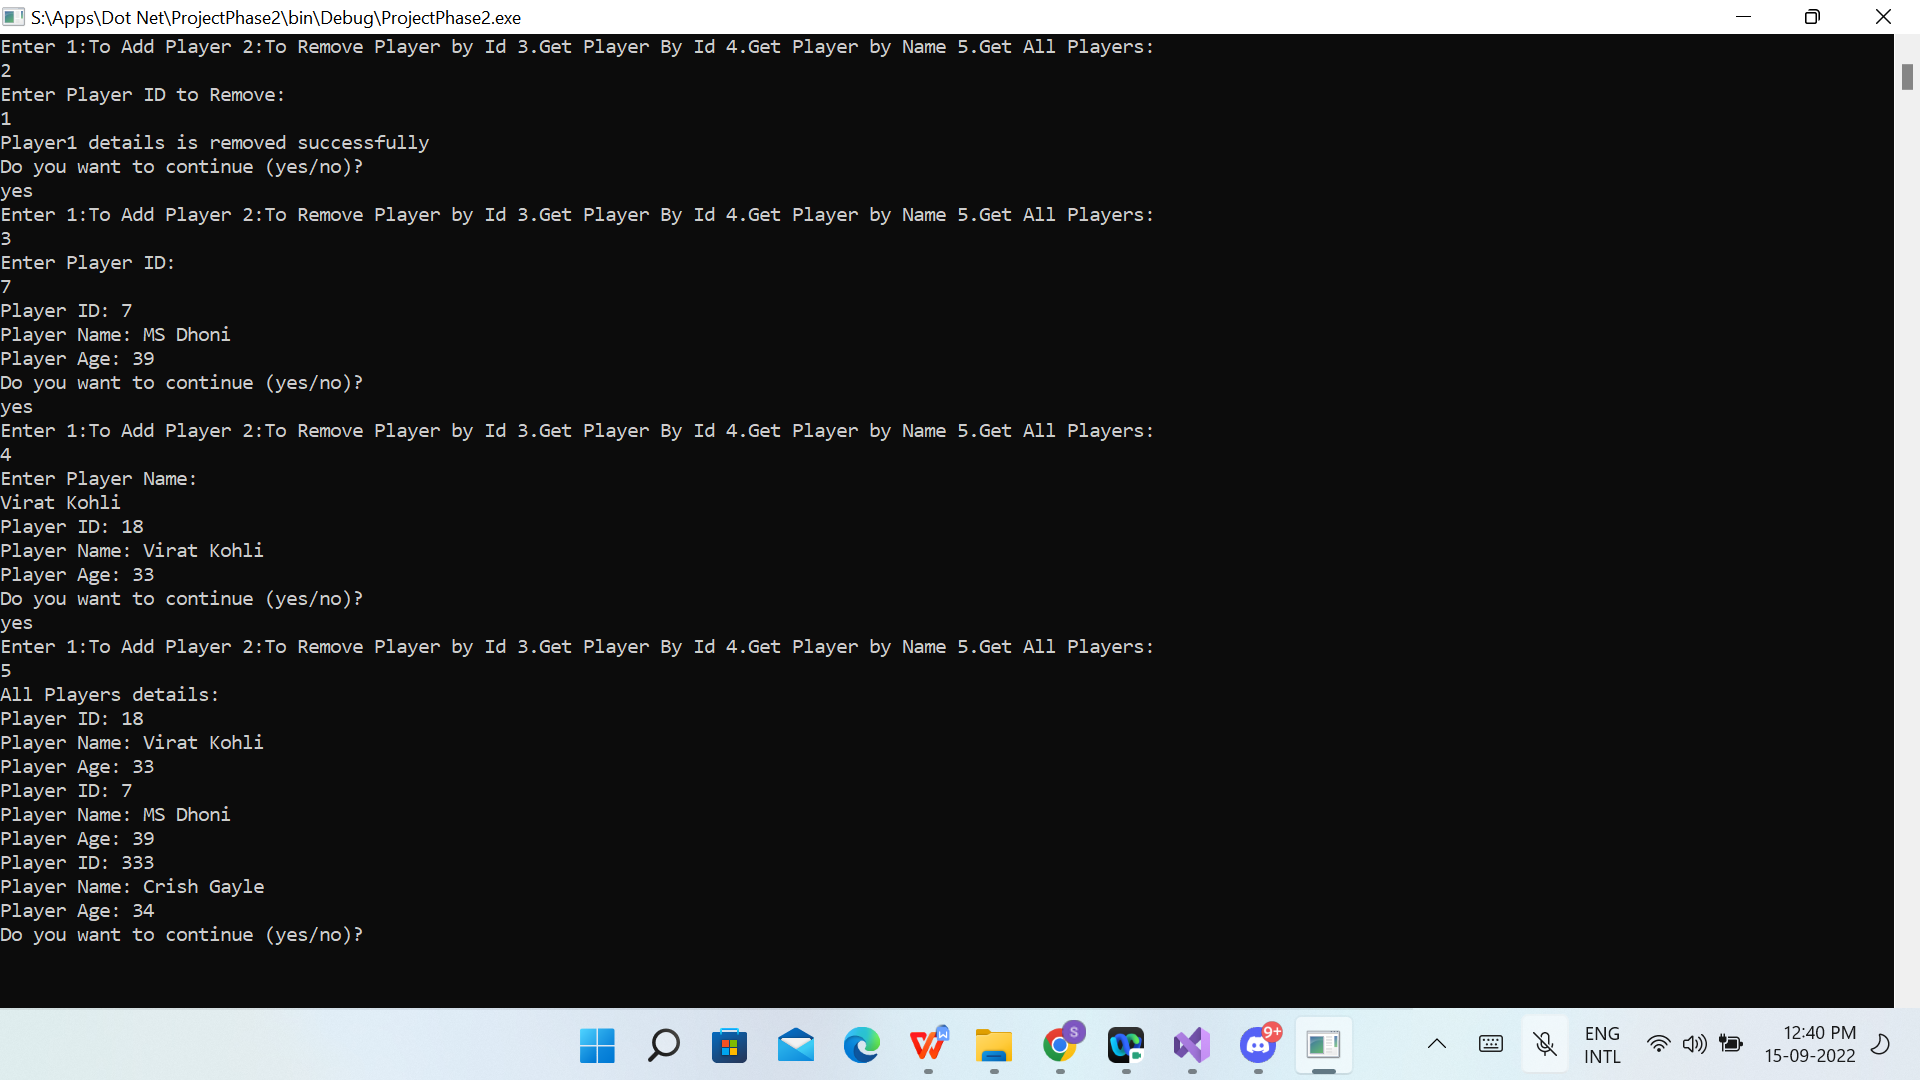 S:\Apps\Dot Net\ProjectPhase2\bin\Debug\ProjectPhase2.exe
Enter 1:To Add Player 2:To Remove Player by Id 3.Get Player By Id 4.Get Player by Name 5.Get All Players:
2
Enter Player ID to Remove:
1
Player1 details is removed successfully
Do you want to continue (yes/no)?
yes
Enter 1:To Add Player 2:To Remove Player by Id 3.Get Player By Id 4.Get Player by Name 5.Get All Players:
3
Enter Player ID:
7
Player ID: 7
Player Name: MS Dhoni
Player Age: 39
Do you want to continue (yes/no)?
yes
Enter 1:To Add Player 2:To Remove Player by Id 3.Get Player By Id 4.Get Player by Name 5.Get All Players:
4
Enter Player Name:
Virat Kohli
Player ID: 18
Player Name: Virat Kohli
Player Age: 33
Do you want to continue (yes/no)?
yes
Enter 1:To Add Player 2:To Remove Player by Id 3.Get Player By Id 4.Get Player by Name 5.Get All Players:
5
All Players details:
Player ID: 18
Player Name: Virat Kohli
Player Age: 33
Player ID: 7
Player Name: MS Dhoni
Player Age: 39
Player ID: 333
Player Name: Crish Gayle
Player Age: 34
Do you want to continue (yes/no)?
S
9+
ENG
INTL
12:40 PM
15-09-2022